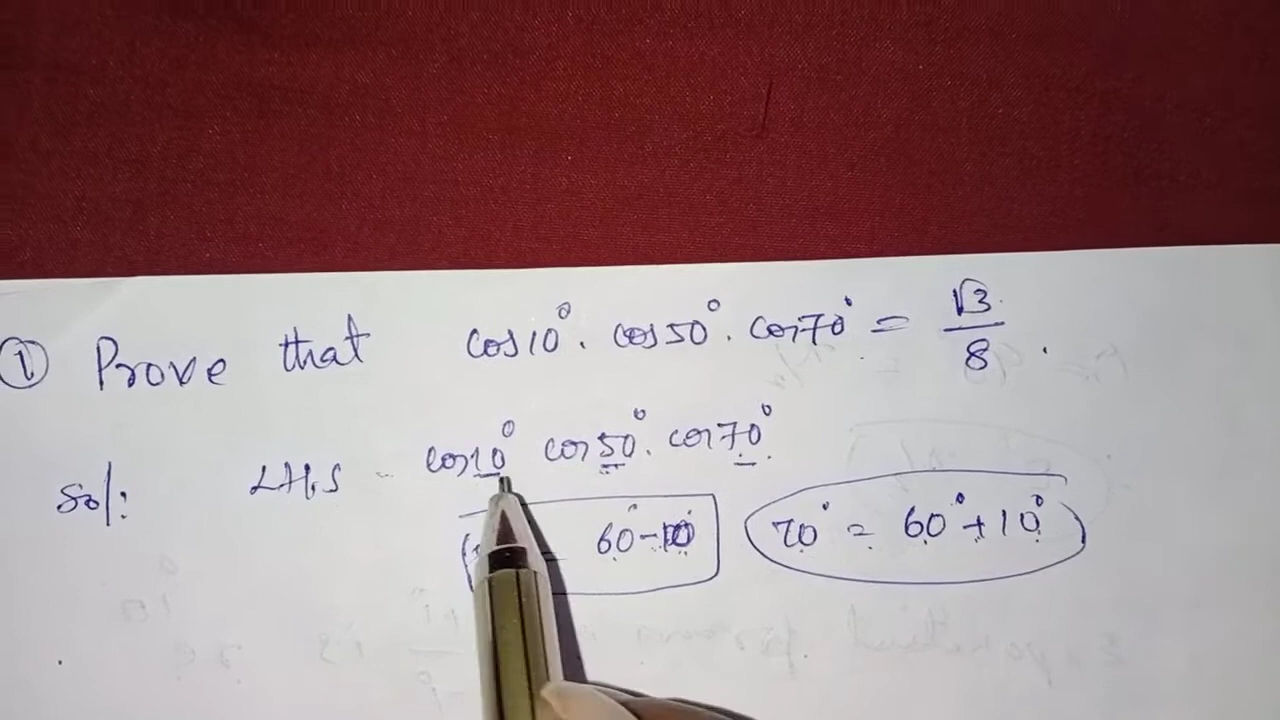 ① Prove that cos10°. cos50°. cos70° = √3/8.
Sol: LHS = cos10° cos50°. cos70°.
60°-10° 70° = 60°+10°